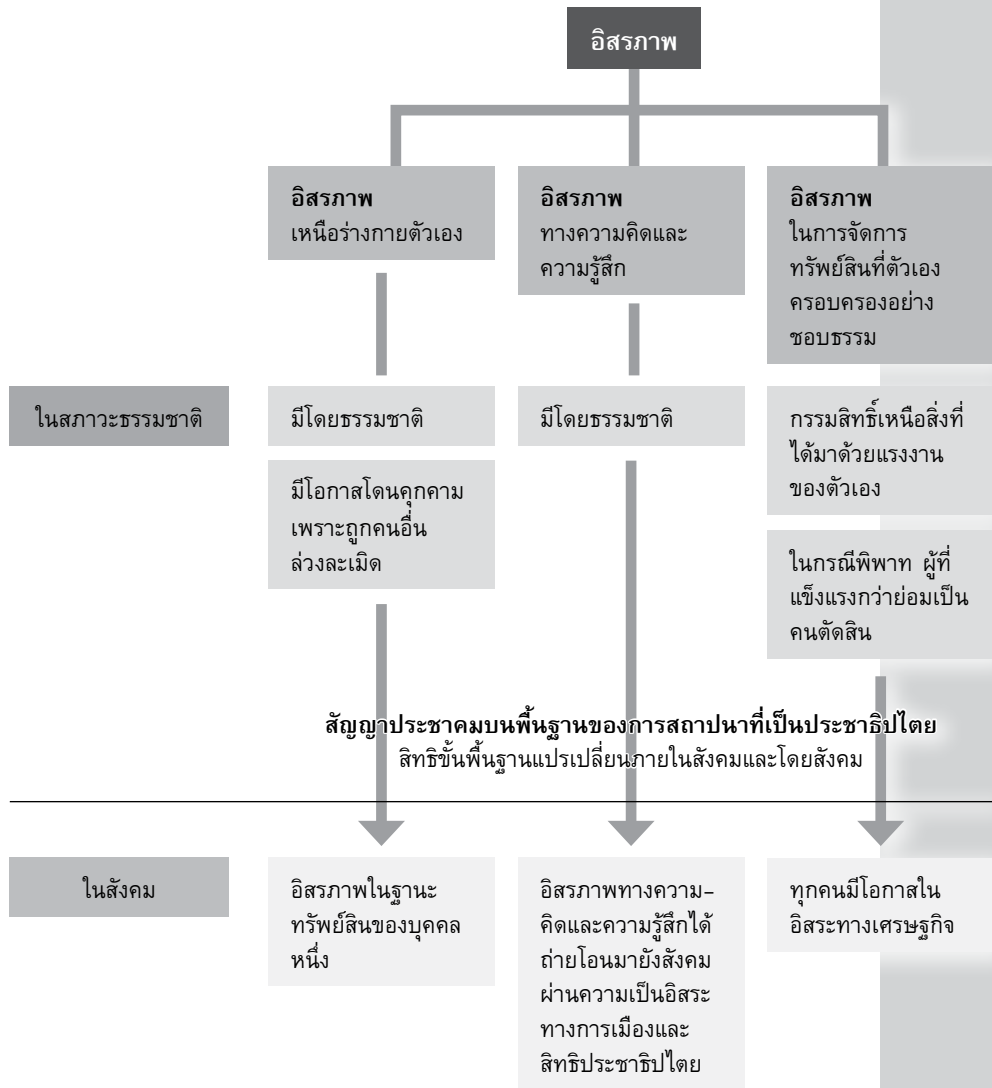 อิสรภาพ
อิสรภาพ
เหนือร่างกายตัวเอง
อิสรภาพ
ทางความคิดและ
ความรู้สึก
อิสรภาพ
ในการจัดการ
ทรัพย์สินที่ตัวเอง
ครอบครองอย่าง
ชอบธรรม
ในสภาวะธรรมชาติ
มีโดยธรรมชาติ
มีโอกาสโดนคุกคาม
เพราะถูกคนอื่น
ล่วงละเมิด
มีโดยธรรมชาติ
กรรมสิทธิ์เหนือสิ่งที่
ได้มาด้วยแรงงาน
ของตัวเอง
ในกรณีพิพาท ผู้ที่
แข็งแรงกว่าย่อมเป็น
คนตัดสิน
สัญญาประชาคมบนพื้นฐานของการสถาปนาที่เป็นประชาธิปไตย
สิทธิขั้นพื้นฐานแปรเปลี่ยนภายในสังคมและโดยสังคม
ในสังคม
อิสรภาพในฐานะ
ทรัพย์สินของบุคคล
หนึ่ง
อิสรภาพทางความ–
คิดและความรู้สึกได้
ถ่ายโอนมายังสังคม
ผ่านความเป็นอิสระ
ทางการเมืองและ
สิทธิประชาธิปไตย
ทุกคนมีโอกาสใน
อิสระทางเศรษฐกิจ